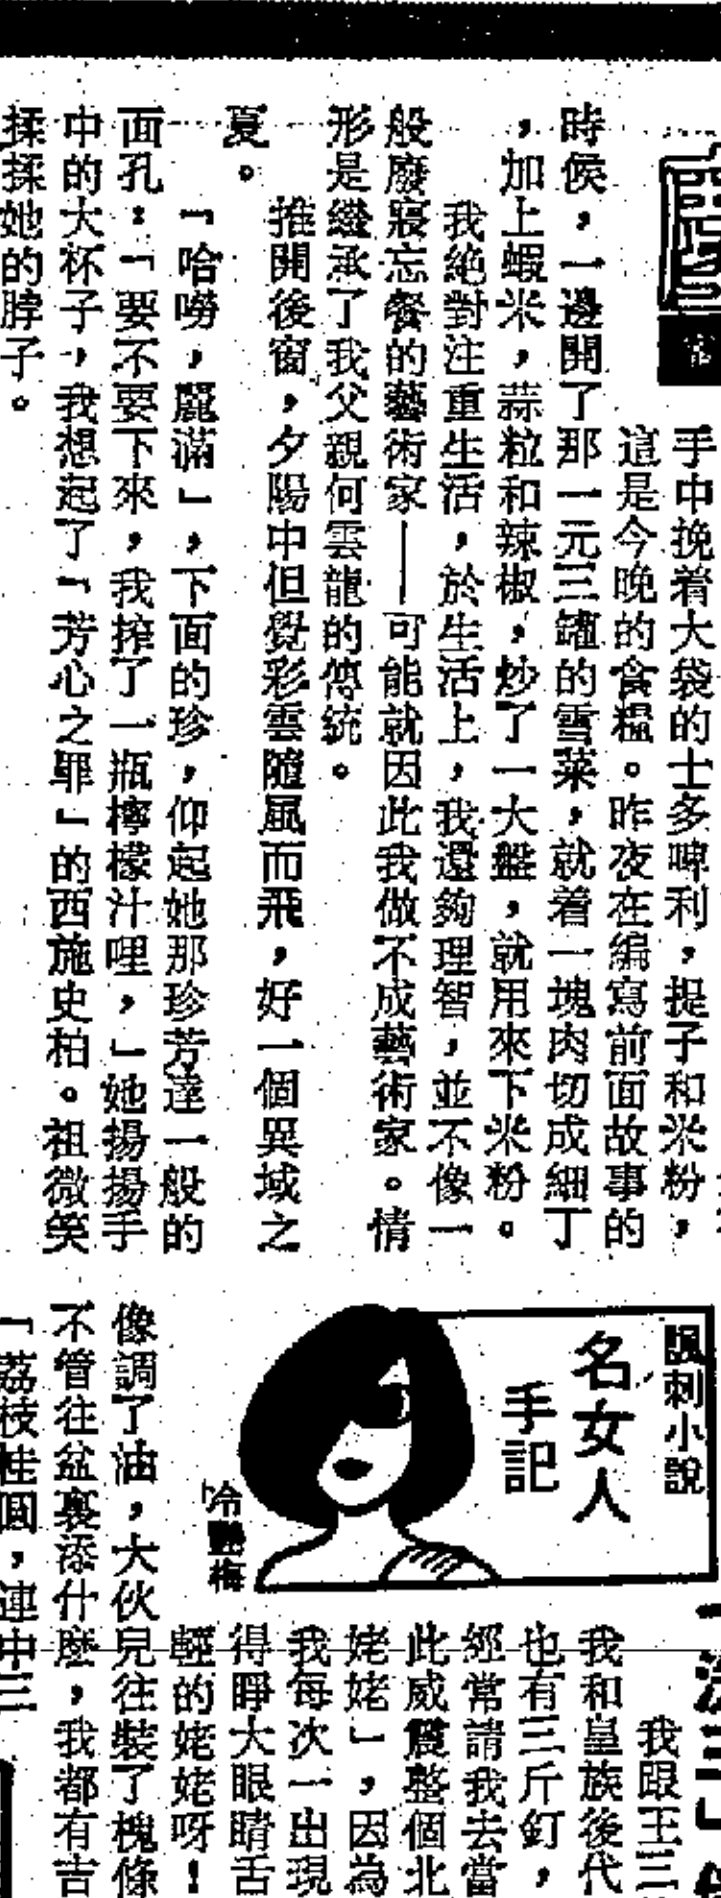 手中挽着大袋的士多啤利，提子和米粉，
這是今晚的食糧。昨夜在編寫前面故事的
時候，一邊開了那一元三罐的雪菜，就着一塊肉切成細丁
，加上蝦米，蒜粒和辣椒，炒了一大盤，就用來下米粉。
我絕對注重生活，於生活上，我還夠理智，並不像一
般廢寢忘餐的藝術家——可能就因此我做不成藝術家。情
形是繼承了我父親何雲龍的傳統。
推開後窗，夕陽中但覺彩雲隨風而飛，好一個異域之
夏。
「哈嘮，麗滿」，下面的珍，仰起她那珍芳達一般的
面孔：「要不要下來，我搾了一瓶檸檬汁哩，」她揚揚手
中的大杯子，我想起了「芳心之罪」的西施史柏。祖微笑
揉揉她的脖子。
諷刺小說
名女人
手記
冷艷梅
我跟王三
我和皇族後代
也有三斤釘，
經常請我去當
此威震整個北
姥姥」，因為
我每次一出現
得睜大眼睛舌
輕的姥姥呀！
像調了油，大伙兒往裝了槐條
不管往盆裏添什麼，我都有吉
「荔枝桂圓，連中三